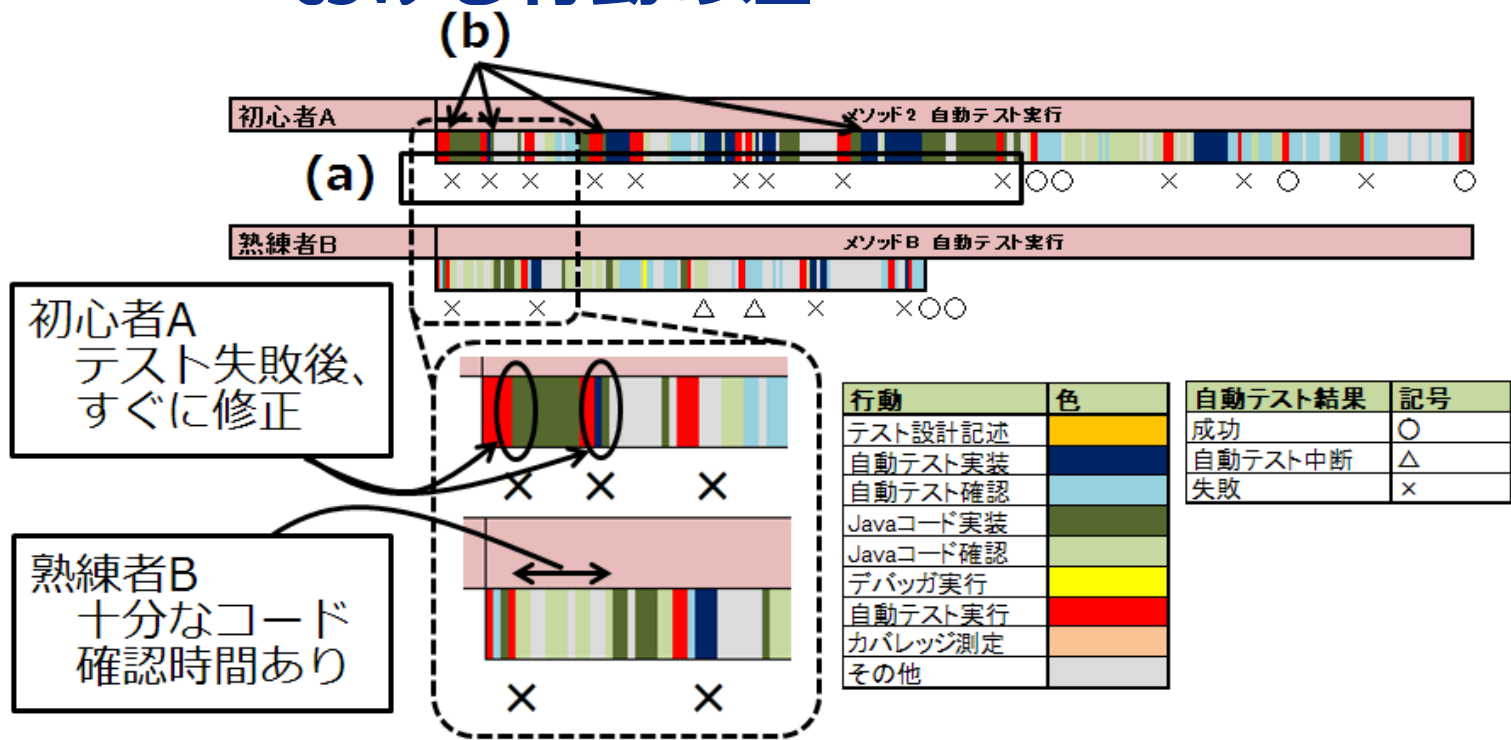 (b)
初心者A
メソッド2 自動テスト実行
(a)
× × × × × × × × × ○ ○ × × ○ × ○
熟練者B
メソッドB 自動テスト実行
× × △ △ × × ○ ○
初心者A
テスト失敗後、
すぐに修正
× × ×
熟練者B
十分なコード
確認時間あり
× ×
行動 色
テスト設計記述
自動テスト実装
自動テスト確認
Javaコード実装
Javaコード確認
デバッガ実行
自動テスト実行
カバレッジ測定
その他
自動テスト結果 記号
成功 ○
自動テスト中断 △
失敗 ×